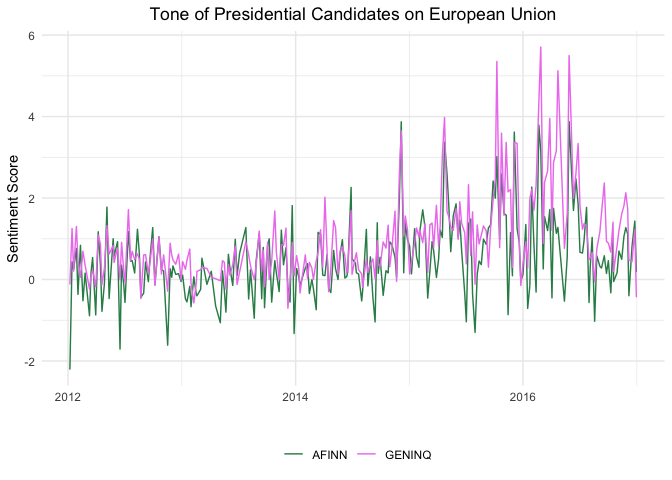 Tone of Presidential Candidates on European Union
Sentiment Score
6
4
2
0
-2
2012
2014
2016
AFINN
GENINQ